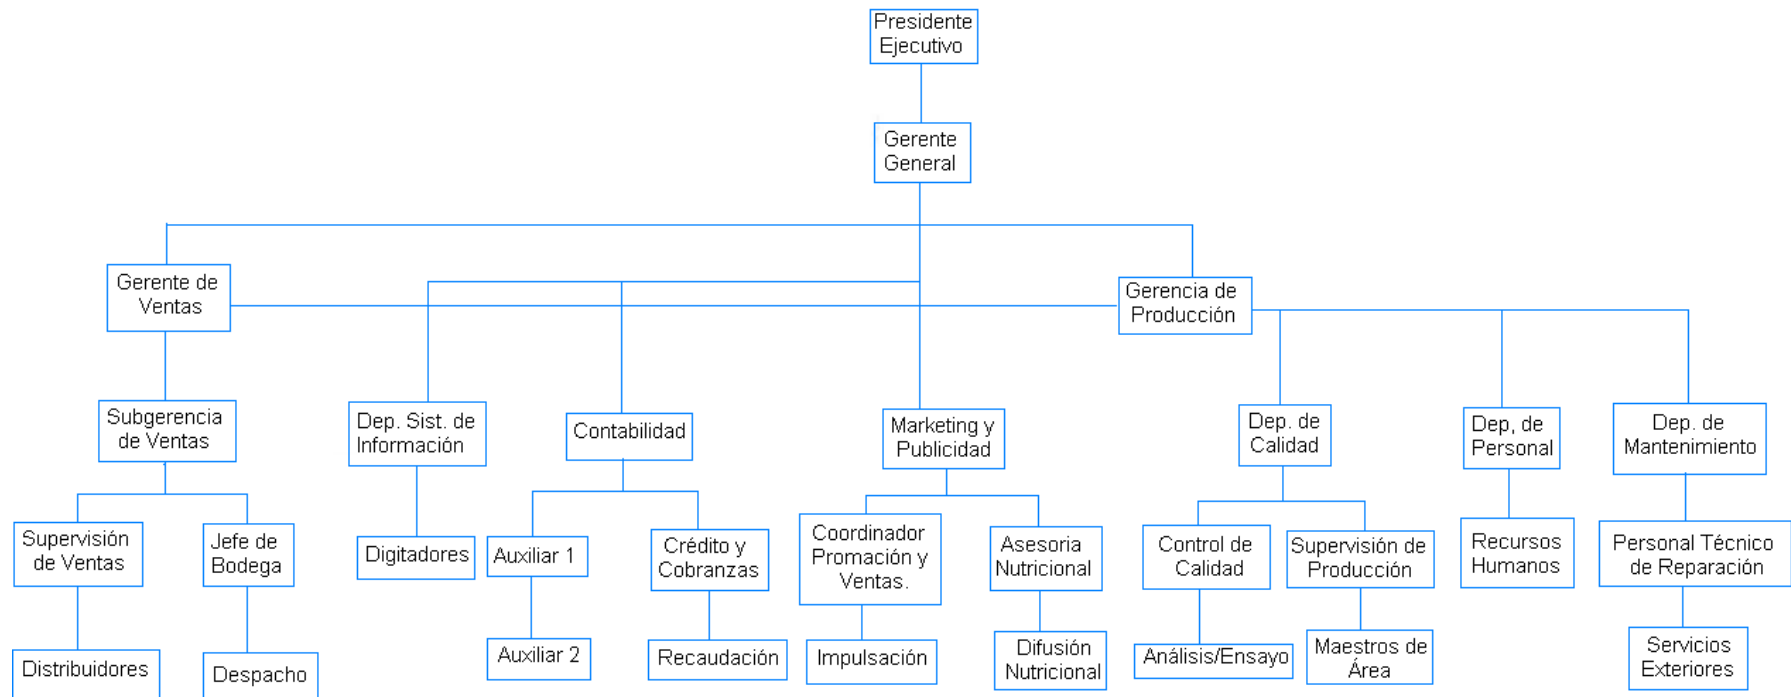 Presidente
Ejecutivo
Gerente
General
Gerente de
Ventas
Gerencia de
Producción
Subgerencia
de Ventas
Dep. Sist. de
Información
Contabilidad
Marketing y
Publicidad
Dep. de
Calidad
Dep, de
Personal
Dep. de
Mantenimiento
Supervisión
de Ventas
Jefe de
Bodega
Digitadores
Auxiliar 1
Crédito y
Cobranzas
Coordinador
Promación y
Ventas.
Asesoria
Nutricional
Control de
Calidad
Supervisión de
Producción
Recursos
Humanos
Personal Técnico
de Reparación
Distribuidores
Despacho
Auxiliar 2
Recaudación
Impulsación
Difusión
Nutricional
Análisis/Ensayo
Maestros de
Área
Servicios
Exteriores